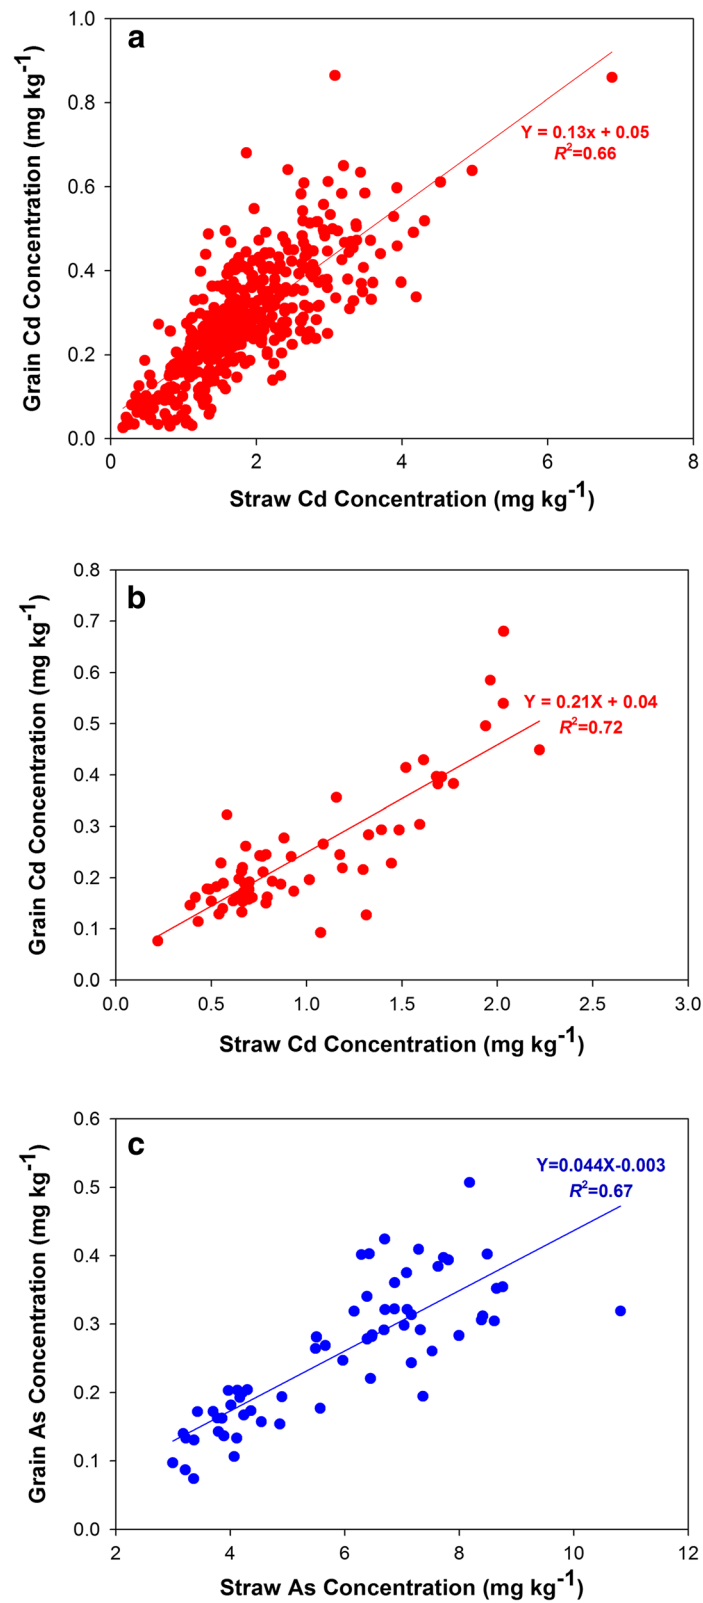 a
Grain Cd Concentration (mg kg-1)
1.0
0.8
0.6
0.4
0.2
0.0
Y = 0.13x + 0.05
R2=0.66
0 2 4 6 8
Straw Cd Concentration (mg kg-1)
b
Grain Cd Concentration (mg kg-1)
0.8
0.7
0.6
0.5
0.4
0.3
0.2
0.1
0.0
Y = 0.21X + 0.04
R2=0.72
0.0 0.5 1.0 1.5 2.0 2.5 3.0
Straw Cd Concentration (mg kg-1)
c
Grain As Concentration (mg kg-1)
0.6
0.5
0.4
0.3
0.2
0.1
0.0
Y=0.044X-0.003
R2=0.67
2 4 6 8 10 12
Straw As Concentration (mg kg-1)